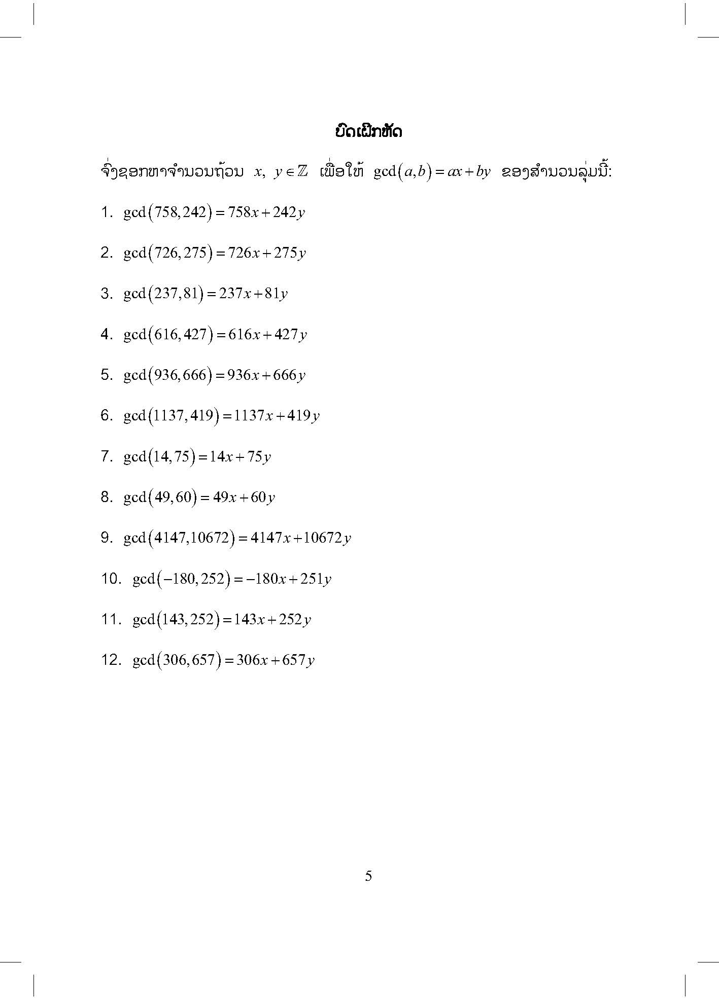 ບົດເຝຶກຫັດ
ຈົ່ງຊອກຫາຈຳນວນຖ້ວນ x, y ∈ ℤ ເພື່ອໃຫ້ gcd(a,b) = ax + by ຂອງສຳນວນລຸ່ມນີ້:
1. gcd(758,242) = 758x + 242y
2. gcd(726,275) = 726x + 275y
3. gcd(237,81) = 237x + 81y
4. gcd(616,427) = 616x + 427y
5. gcd(936,666) = 936x + 666y
6. gcd(1137,419) = 1137x + 419y
7. gcd(14,75) = 14x + 75y
8. gcd(49,60) = 49x + 60y
9. gcd(4147,10672) = 4147x + 10672y
10. gcd(−180,252) = −180x + 251y
11. gcd(143,252) = 143x + 252y
12. gcd(306,657) = 306x + 657y
5